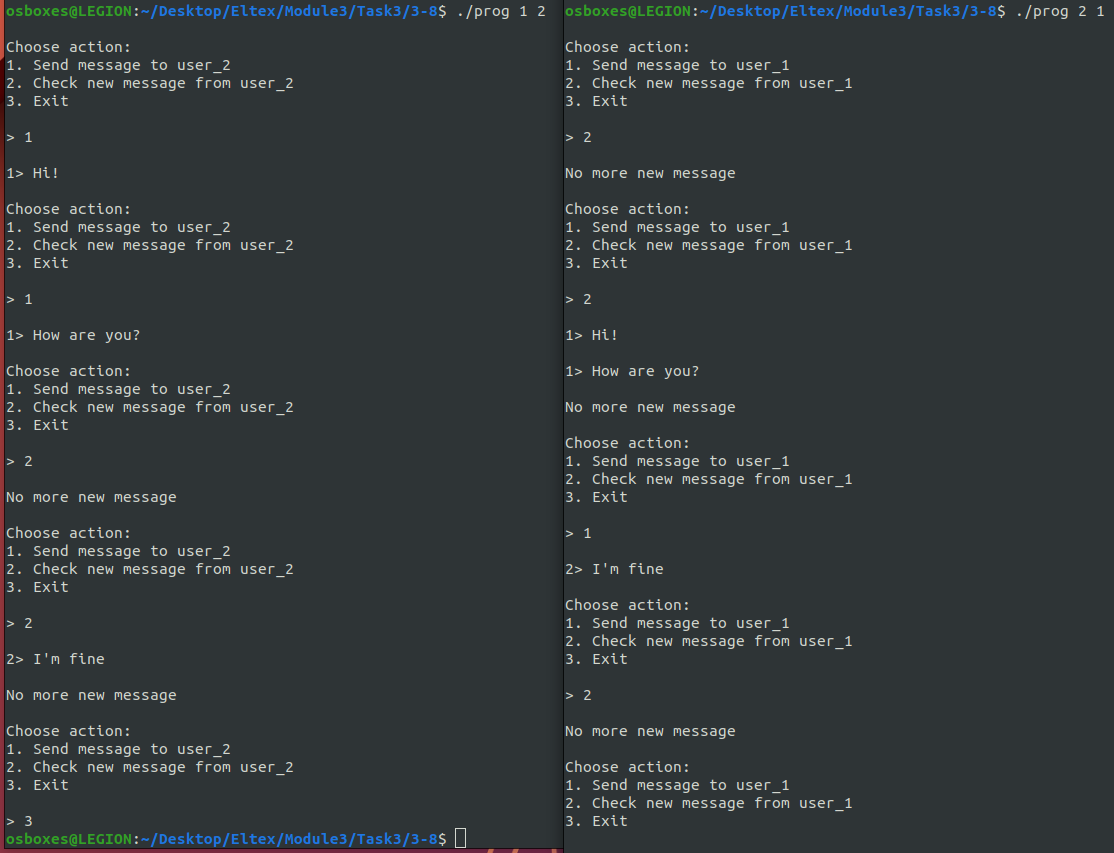 osboxes@LEGION:~/Desktop/Eltex/Module3/Task3/3-8$ ./prog 1 2
Choose action:
1. Send message to user_2
2. Check new message from user_2
3. Exit
> 1
1> Hi!
Choose action:
1. Send message to user_2
2. Check new message from user_2
3. Exit
> 1
1> How are you?
Choose action:
1. Send message to user_2
2. Check new message from user_2
3. Exit
> 2
No more new message
Choose action:
1. Send message to user_2
2. Check new message from user_2
3. Exit
> 2
2> I'm fine
No more new message
Choose action:
1. Send message to user_2
2. Check new message from user_2
3. Exit
> 3
osboxes@LEGION:~/Desktop/Eltex/Module3/Task3/3-8$
osboxes@LEGION:~/Desktop/Eltex/Module3/Task3/3-8$ ./prog 2 1
Choose action:
1. Send message to user_1
2. Check new message from user_1
3. Exit
> 2
No more new message
Choose action:
1. Send message to user_1
2. Check new message from user_1
3. Exit
> 2
1> Hi!
1> How are you?
No more new message
Choose action:
1. Send message to user_1
2. Check new message from user_1
3. Exit
> 1
2> I'm fine
Choose action:
1. Send message to user_1
2. Check new message from user_1
3. Exit
> 2
No more new message
Choose action:
1. Send message to user_1
2. Check new message from user_1
3. Exit